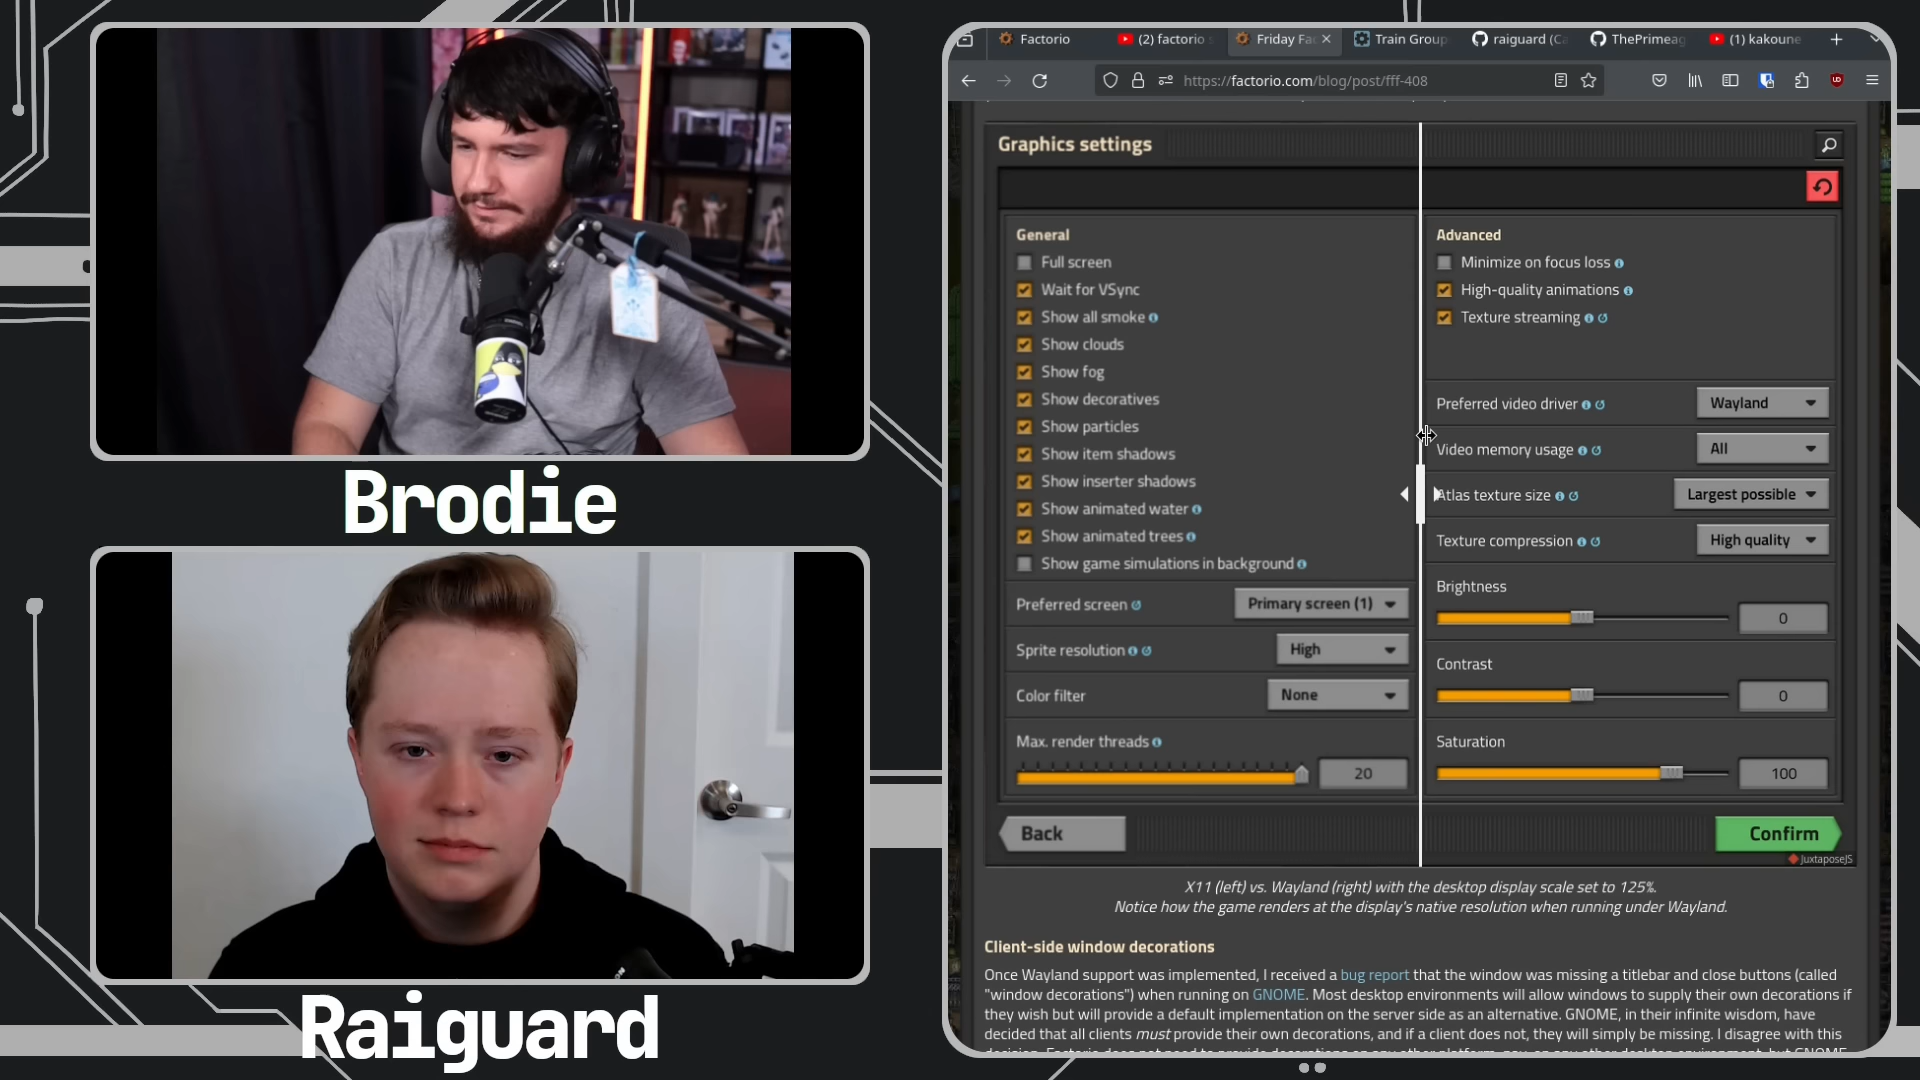 Brodie
Raiguard
Factorio
(2) factorio s
Friday Fac
Train Group
raiguard (Ca
ThePrimeag
(1) kakoune
https://factorio.com/blog/post/fff-408
Graphics settings
General
Full screen
Wait for VSync
Show all smoke
Show clouds
Show fog
Show decoratives
Show particles
Show item shadows
Show inserter shadows
Show animated water
Show animated trees
Show game simulations in background
Preferred screen Primary screen (1)
Sprite resolution High
Color filter None
Max. render threads 20
Advanced
Minimize on focus loss
High-quality animations
Texture streaming
Preferred video driver Wayland
Video memory usage All
Atlas texture size Largest possible
Texture compression High quality
Brightness
0
Contrast
0
Saturation
100
Back
Confirm
JuxtaposeJS
X11 (left) vs. Wayland (right) with the desktop display scale set to 125%.
Notice how the game renders at the display's native resolution when running under Wayland.
Client-side window decorations
Once Wayland support was implemented, I received a bug report that the window was missing a titlebar and close buttons (called
"window decorations") when running on GNOME. Most desktop environments will allow windows to supply their own decorations if
they wish but will provide a default implementation on the server side as an alternative. GNOME, in their infinite wisdom, have
decided that all clients must provide their own decorations, and if a client does not, they will simply be missing. I disagree with this